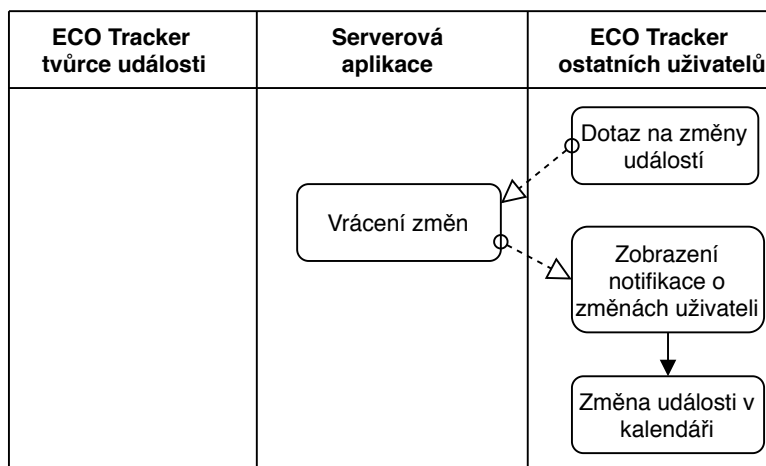 ECO Tracker
tvůrce události
Serverová
aplikace
ECO Tracker
ostatních uživatelů
Dotaz na změny
událostí
Vrácení změn
Zobrazení
notifikace o
změnách uživateli
Změna události v
kalendáři